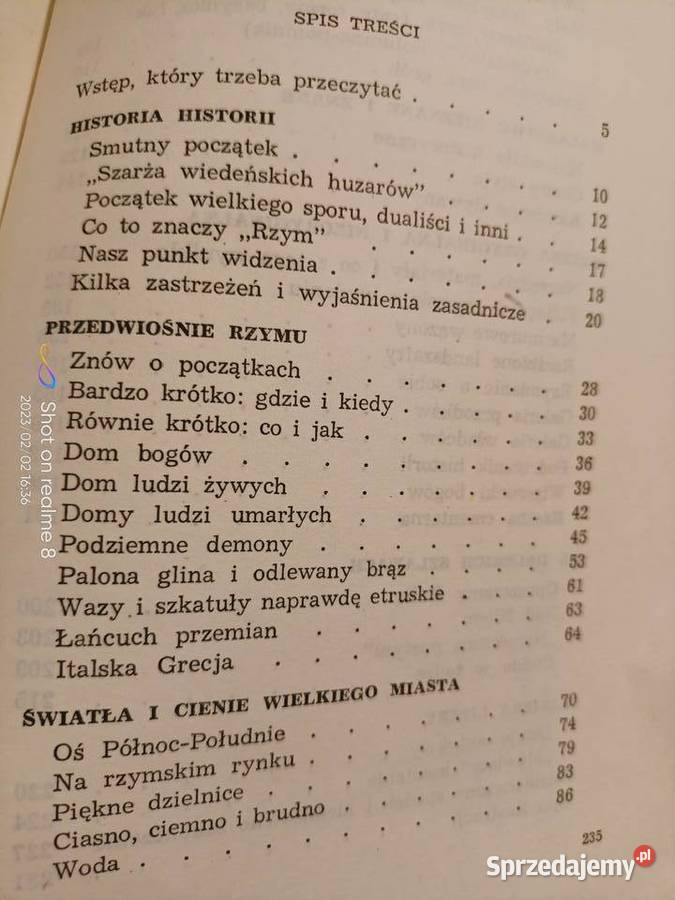 SPIS TREŚCI
Wstęp, który trzeba przeczytać . . . . 5
HISTORIA HISTORII
Smutny początek . . . . . . . 10
„Szarża wiedeńskich huzarów” . . . . 12
Początek wielkiego sporu, dualiści i inni . . 14
Co to znaczy „Rzym” . . . . . . 17
Nasz punkt widzenia . . . . . . 18
Kilka zastrzeżeń i wyjaśnienia zasadnicze . 20
PRZEDWIOŚNIE RZYMU
Znów o początkach . . . . . . . 28
Bardzo krótko: gdzie i kiedy . . . . . 30
Równie krótko: co i jak . . . . . . 33
Dom bogów . . . . . . . . . 36
Dom ludzi żywych . . . . . . . 39
Domy ludzi umarłych . . . . . . 42
Podziemne demony . . . . . . . 45
Palona glina i odlewany brąz . . . . 53
Wazy i szkatuły naprawdę etruskie . . . 61
Łańcuch przemian . . . . . . . 63
Italska Grecja . . . . . . . . 64
ŚWIATŁA I CIENIE WIELKIEGO MIASTA
Oś Północ-Południe . . . . . . 70
Na rzymskim rynku . . . . . . 74
Piękne dzielnice . . . . . . . 79
Ciasno, ciemno i brudno . . . . . 83
Woda . . . . . . . . . . 86
235
Shot on realme 8
2023/02/02 16:36
Sprzedajemy.pl